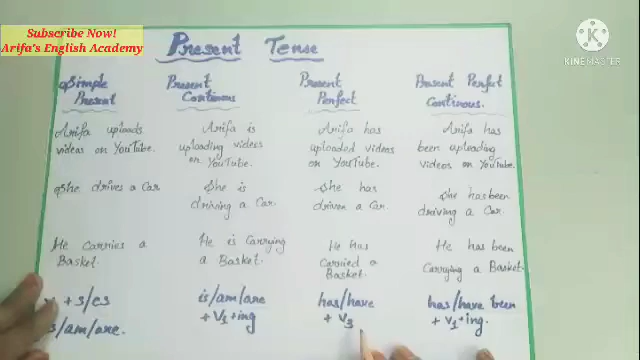 Subscribe Now!
Arifa's English Academy
KINEMASTER
Present Tense
Simple
Present
Arifa uploads
videos on YouTube.
She drives a Car
He Carries a
Basket.
+ s/es
/am/are.
Present
Continous
Arifa is
uploading videos
on YouTube.
She is
driving a Car.
He is Carrying
a Basket.
is/am/are
+ V1 + ing
Present
Perfect
Arifa has
uploaded videos
on YouTube.
She has
driven a Car.
He has
Carried a
Basket.
has/have
+ V3
Present Perfect
Continous.
Arifa has
been uploading
videos on YouTube.
She has been
driving a Car.
He has been
Carrying a Basket.
has/have been
+ V1 + ing.